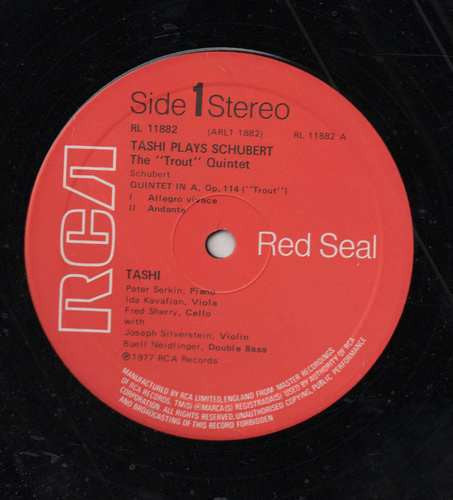 Side 1 Stereo
RL 11882 (ARL1 1882) RL 11882 A
TASHI PLAYS SCHUBERT
The "Trout" Quintet
Schubert
QUINTET IN A, Op. 114 ("Trout")
I Allegro vivace
II Andante
RCA
Red Seal
TASHI
Peter Serkin, Piano
Ida Kavafian, Viola
Fred Sherry, Cello
with
Joseph Silverstein, Violin
Buell Neidlinger, Double Bass
℗1977 RCA Records
MANUFACTURED BY RCA LIMITED, ENGLAND FROM MASTER RECORDINGS
OF RCA RECORDS. TM(S) ® MARCA(S) REGISTRADA(S) USED BY AUTHORITY OF RCA
CORPORATION. ALL RIGHTS RESERVED. UNAUTHORISED COPYING, PUBLIC PERFORMANCE
AND BROADCASTING OF THIS RECORD FORBIDDEN